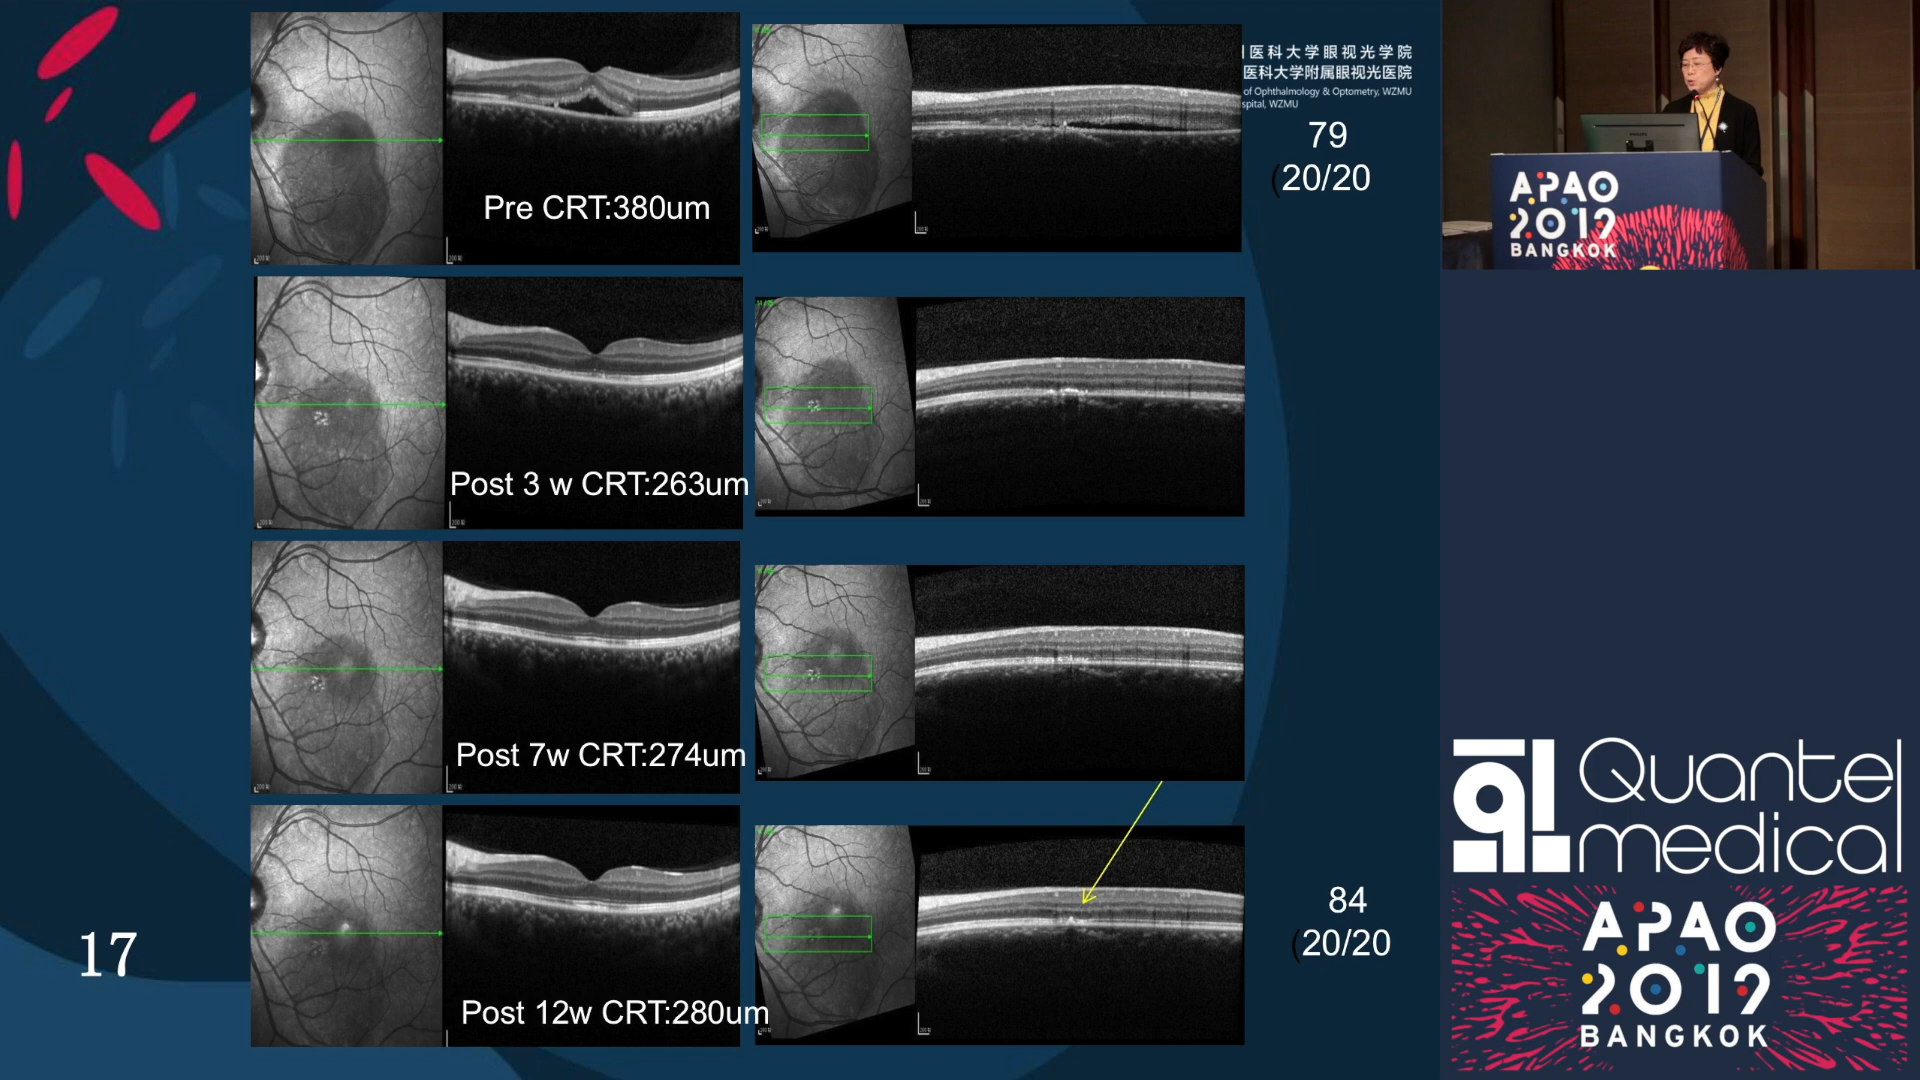 医科大学眼视光学院
医科大学附属眼视光医院
of Ophthalmology & Optometry, WZMU
spital, WZMU
79
(20/20
Pre CRT:380um
Post 3 w CRT:263um
Post 7w CRT:274um
Post 12w CRT:280um
84
(20/20
17
PHILIPS
APAO
2019
BANGKOK
Quantel
medical
APAO
2019
BANGKOK